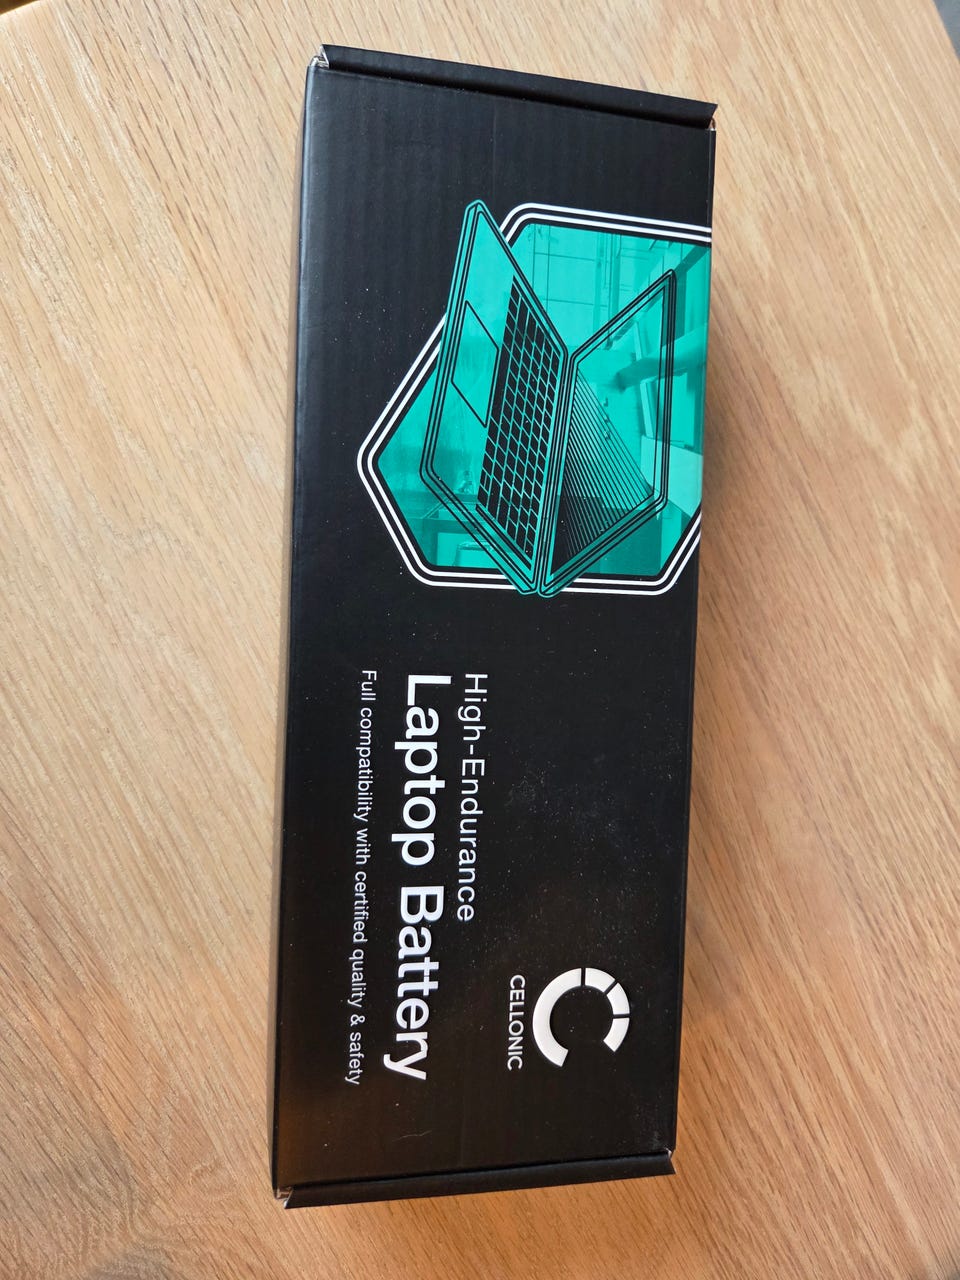 CELLONIC
High-Endurance
Laptop Battery
Full compatibility with certified quality & safety